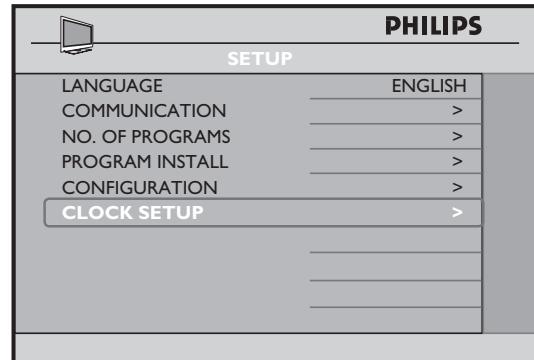 PHILIPS
SETUP
LANGUAGE ENGLISH
COMMUNICATION >
NO. OF PROGRAMS >
PROGRAM INSTALL >
CONFIGURATION >
CLOCK SETUP >